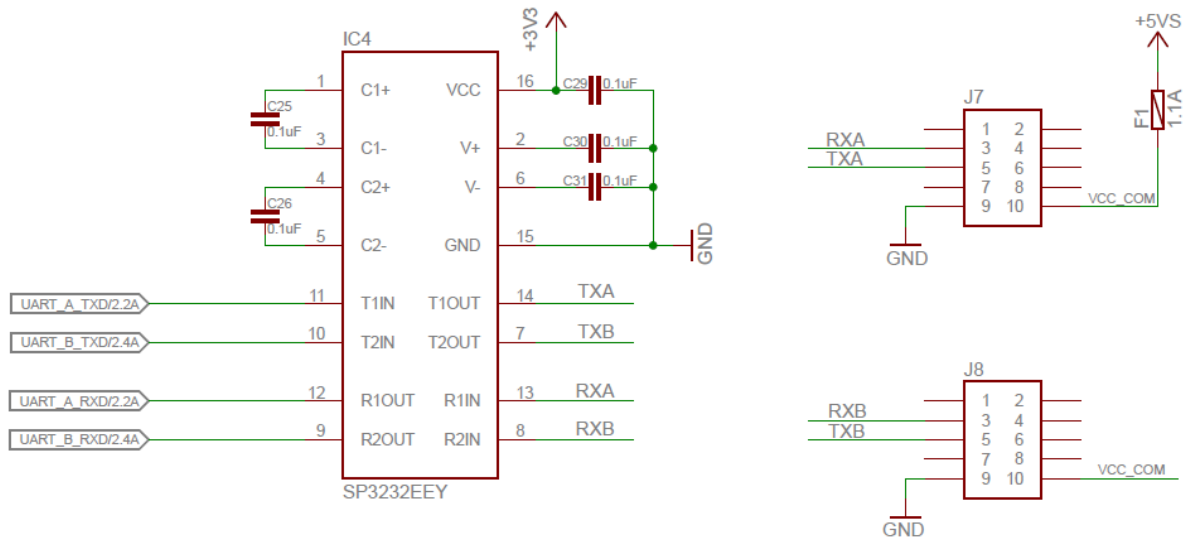 +3V3
IC4
1 C1+ VCC 16 C29 0.1uF
C25
0.1uF
3 C1- V+ 2 C30 0.1uF
4 C2+ V- 6 C31 0.1uF
C26
0.1uF
5 C2- GND 15 GND
UART_A_TXD/2.2A 11 T1IN T1OUT 14 TXA
UART_B_TXD/2.4A 10 T2IN T2OUT 7 TXB
UART_A_RXD/2.2A 12 R1OUT R1IN 13 RXA
UART_B_RXD/2.4A 9 R2OUT R2IN 8 RXB
SP3232EEY
+5VS
F1 1.1A
J7
1 2
RXA 3 4
TXA 5 6
7 8
9 10 VCC_COM
GND
J8
1 2
RXB 3 4
TXB 5 6
7 8
9 10 VCC_COM
GND